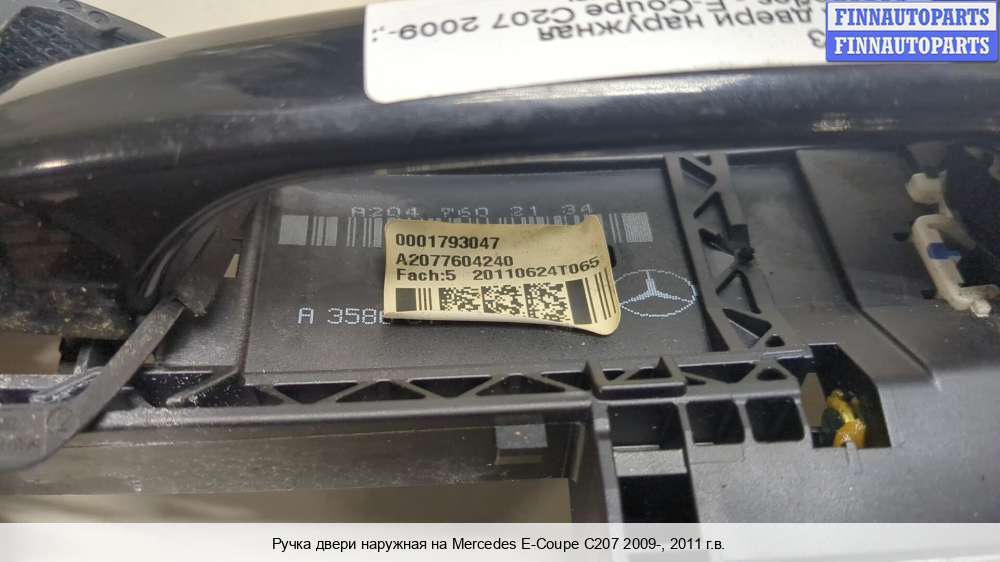 FINNAUTOPARTS
FINNAUTOPARTS
двери наружная
E-Coupe C207 2009-,
A204 760 21 34
0001793047
A2077604240
Fach:5 20110624T065
A 358
Ручка двери наружная на Mercedes E-Coupe C207 2009-, 2011 г.в.